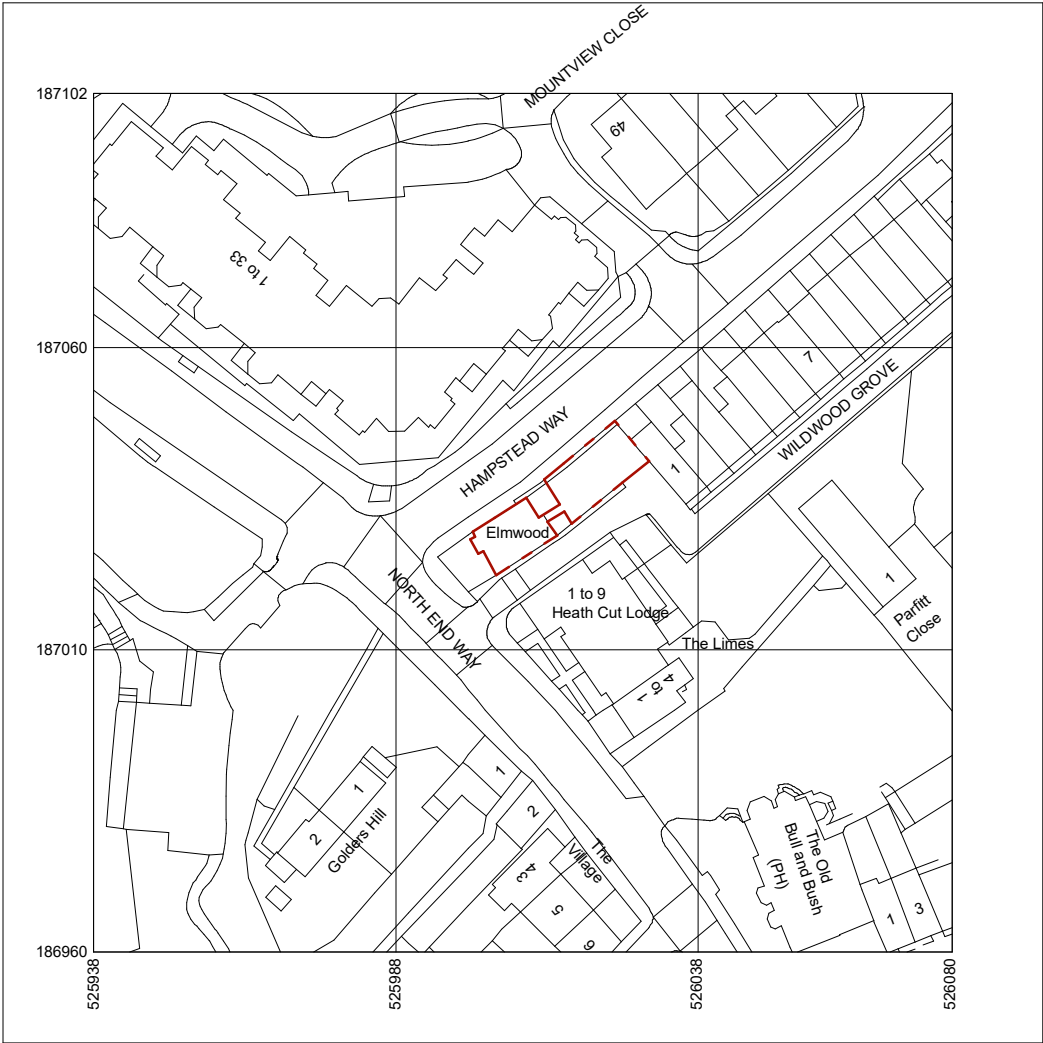 MOUNTVIEW CLOSE
187102
49
1 to 33
187060
7
HAMPSTEAD WAY
WILDWOOD GROVE
1
Elmwood
NORTH END WAY
1 to 9
Heath Cut Lodge
1
Parfitt
Close
The Limes
187010
1 to 4
1
1
2
2
Golders Hill
The
Village
43
5
6
The Old
Bull and Bush
(PH)
1
3
186960
525938
525988
526038
526080